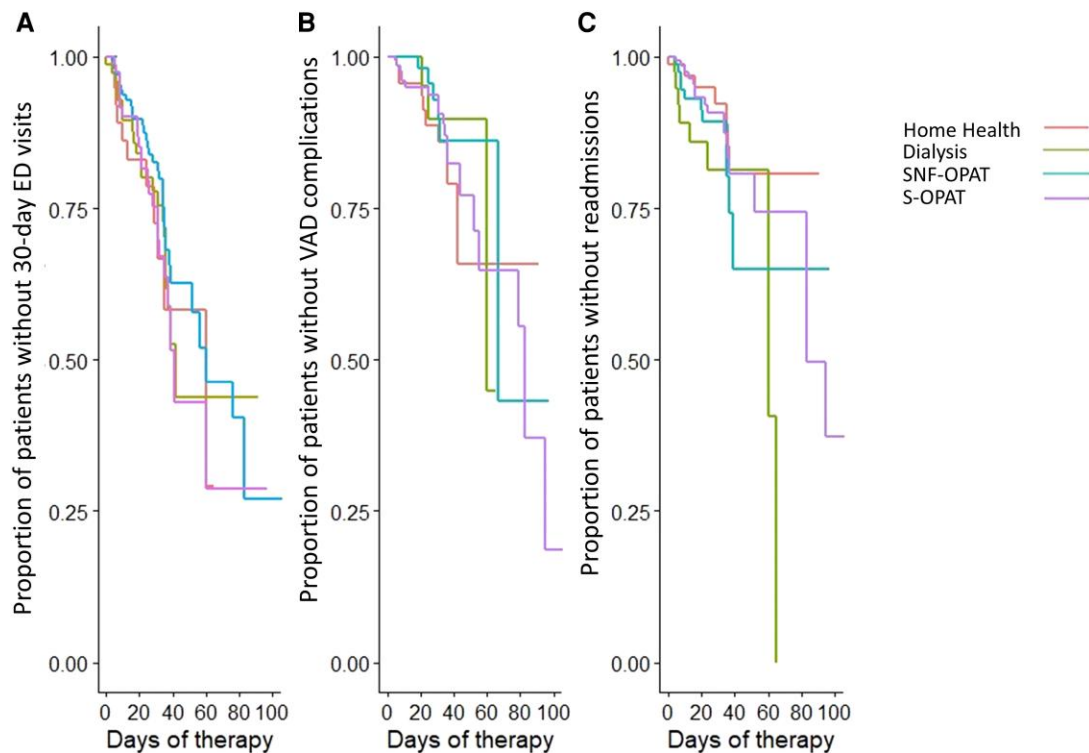 A
B
C
Proportion of patients without 30-day ED visits
1.00
0.75
0.50
0.25
0.00
0 20 40 60 80 100
Days of therapy
Proportion of patients without VAD complications
1.00
0.75
0.50
0.25
0.00
0 20 40 60 80 100
Days of therapy
Proportion of patients without readmissions
1.00
0.75
0.50
0.25
0.00
0 20 40 60 80 100
Days of therapy
Home Health
Dialysis
SNF-OPAT
S-OPAT